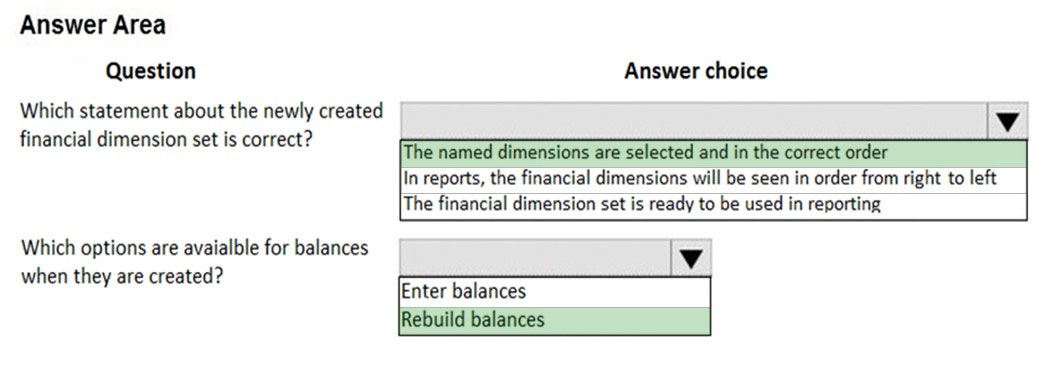 Answer Area
Question
Answer choice
Which statement about the newly created
financial dimension set is correct?
The named dimensions are selected and in the correct order
In reports, the financial dimensions will be seen in order from right to left
The financial dimension set is ready to be used in reporting
Which options are avaialble for balances
when they are created?
Enter balances
Rebuild balances